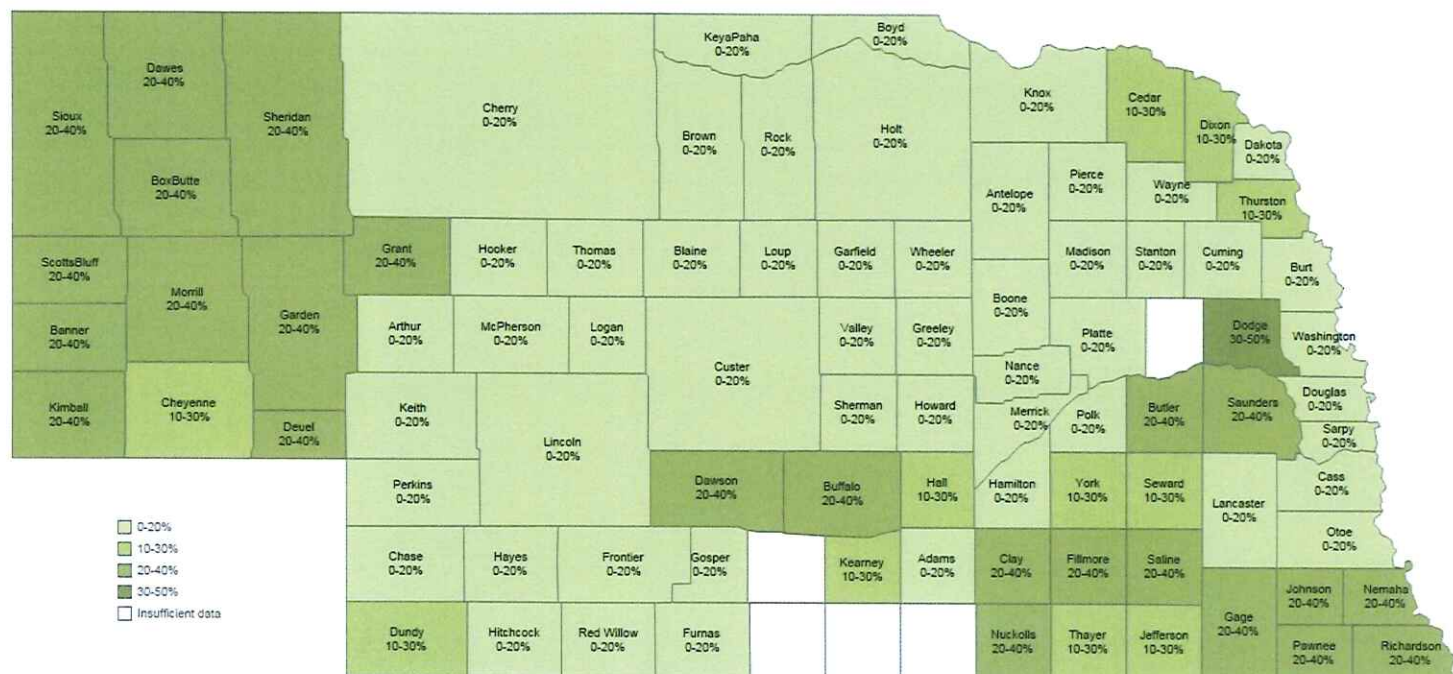 Sioux
20-40%
Dawes
20-40%
Sheridan
20-40%
BoxButte
20-40%
Cherry
0-20%
KeyaPaha
0-20%
Boyd
0-20%
Brown
0-20%
Rock
0-20%
Holt
0-20%
Knox
0-20%
Cedar
10-30%
Dixon
10-30%
Dakota
0-20%
Antelope
0-20%
Pierce
0-20%
Wayne
0-20%
Thurston
10-30%
ScottsBluff
20-40%
Morrill
20-40%
Garden
20-40%
Grant
20-40%
Hooker
0-20%
Thomas
0-20%
Blaine
0-20%
Loup
0-20%
Garfield
0-20%
Wheeler
0-20%
Madison
0-20%
Stanton
0-20%
Cuming
0-20%
Burt
0-20%
Banner
20-40%
Arthur
0-20%
McPherson
0-20%
Logan
0-20%
Custer
0-20%
Valley
0-20%
Greeley
0-20%
Boone
0-20%
Platte
0-20%
Dodge
30-50%
Washington
0-20%
Nance
0-20%
Kimball
20-40%
Cheyenne
10-30%
Deuel
20-40%
Keith
0-20%
Lincoln
0-20%
Sherman
0-20%
Howard
0-20%
Merrick
0-20%
Polk
0-20%
Butler
20-40%
Saunders
20-40%
Douglas
0-20%
Sarpy
0-20%
Perkins
0-20%
Dawson
20-40%
Buffalo
20-40%
Hall
10-30%
Hamilton
0-20%
York
10-30%
Seward
10-30%
Lancaster
0-20%
Cass
0-20%
Otoe
0-20%
Chase
0-20%
Hayes
0-20%
Frontier
0-20%
Gosper
0-20%
Kearney
10-30%
Adams
0-20%
Clay
20-40%
Fillmore
20-40%
Saline
20-40%
Gage
20-40%
Johnson
20-40%
Nemaha
20-40%
Dundy
10-30%
Hitchcock
0-20%
Red Willow
0-20%
Furnas
0-20%
Nuckolls
20-40%
Thayer
10-30%
Jefferson
10-30%
Pawnee
20-40%
Richardson
20-40%
0-20%
10-30%
20-40%
30-50%
Insufficient data